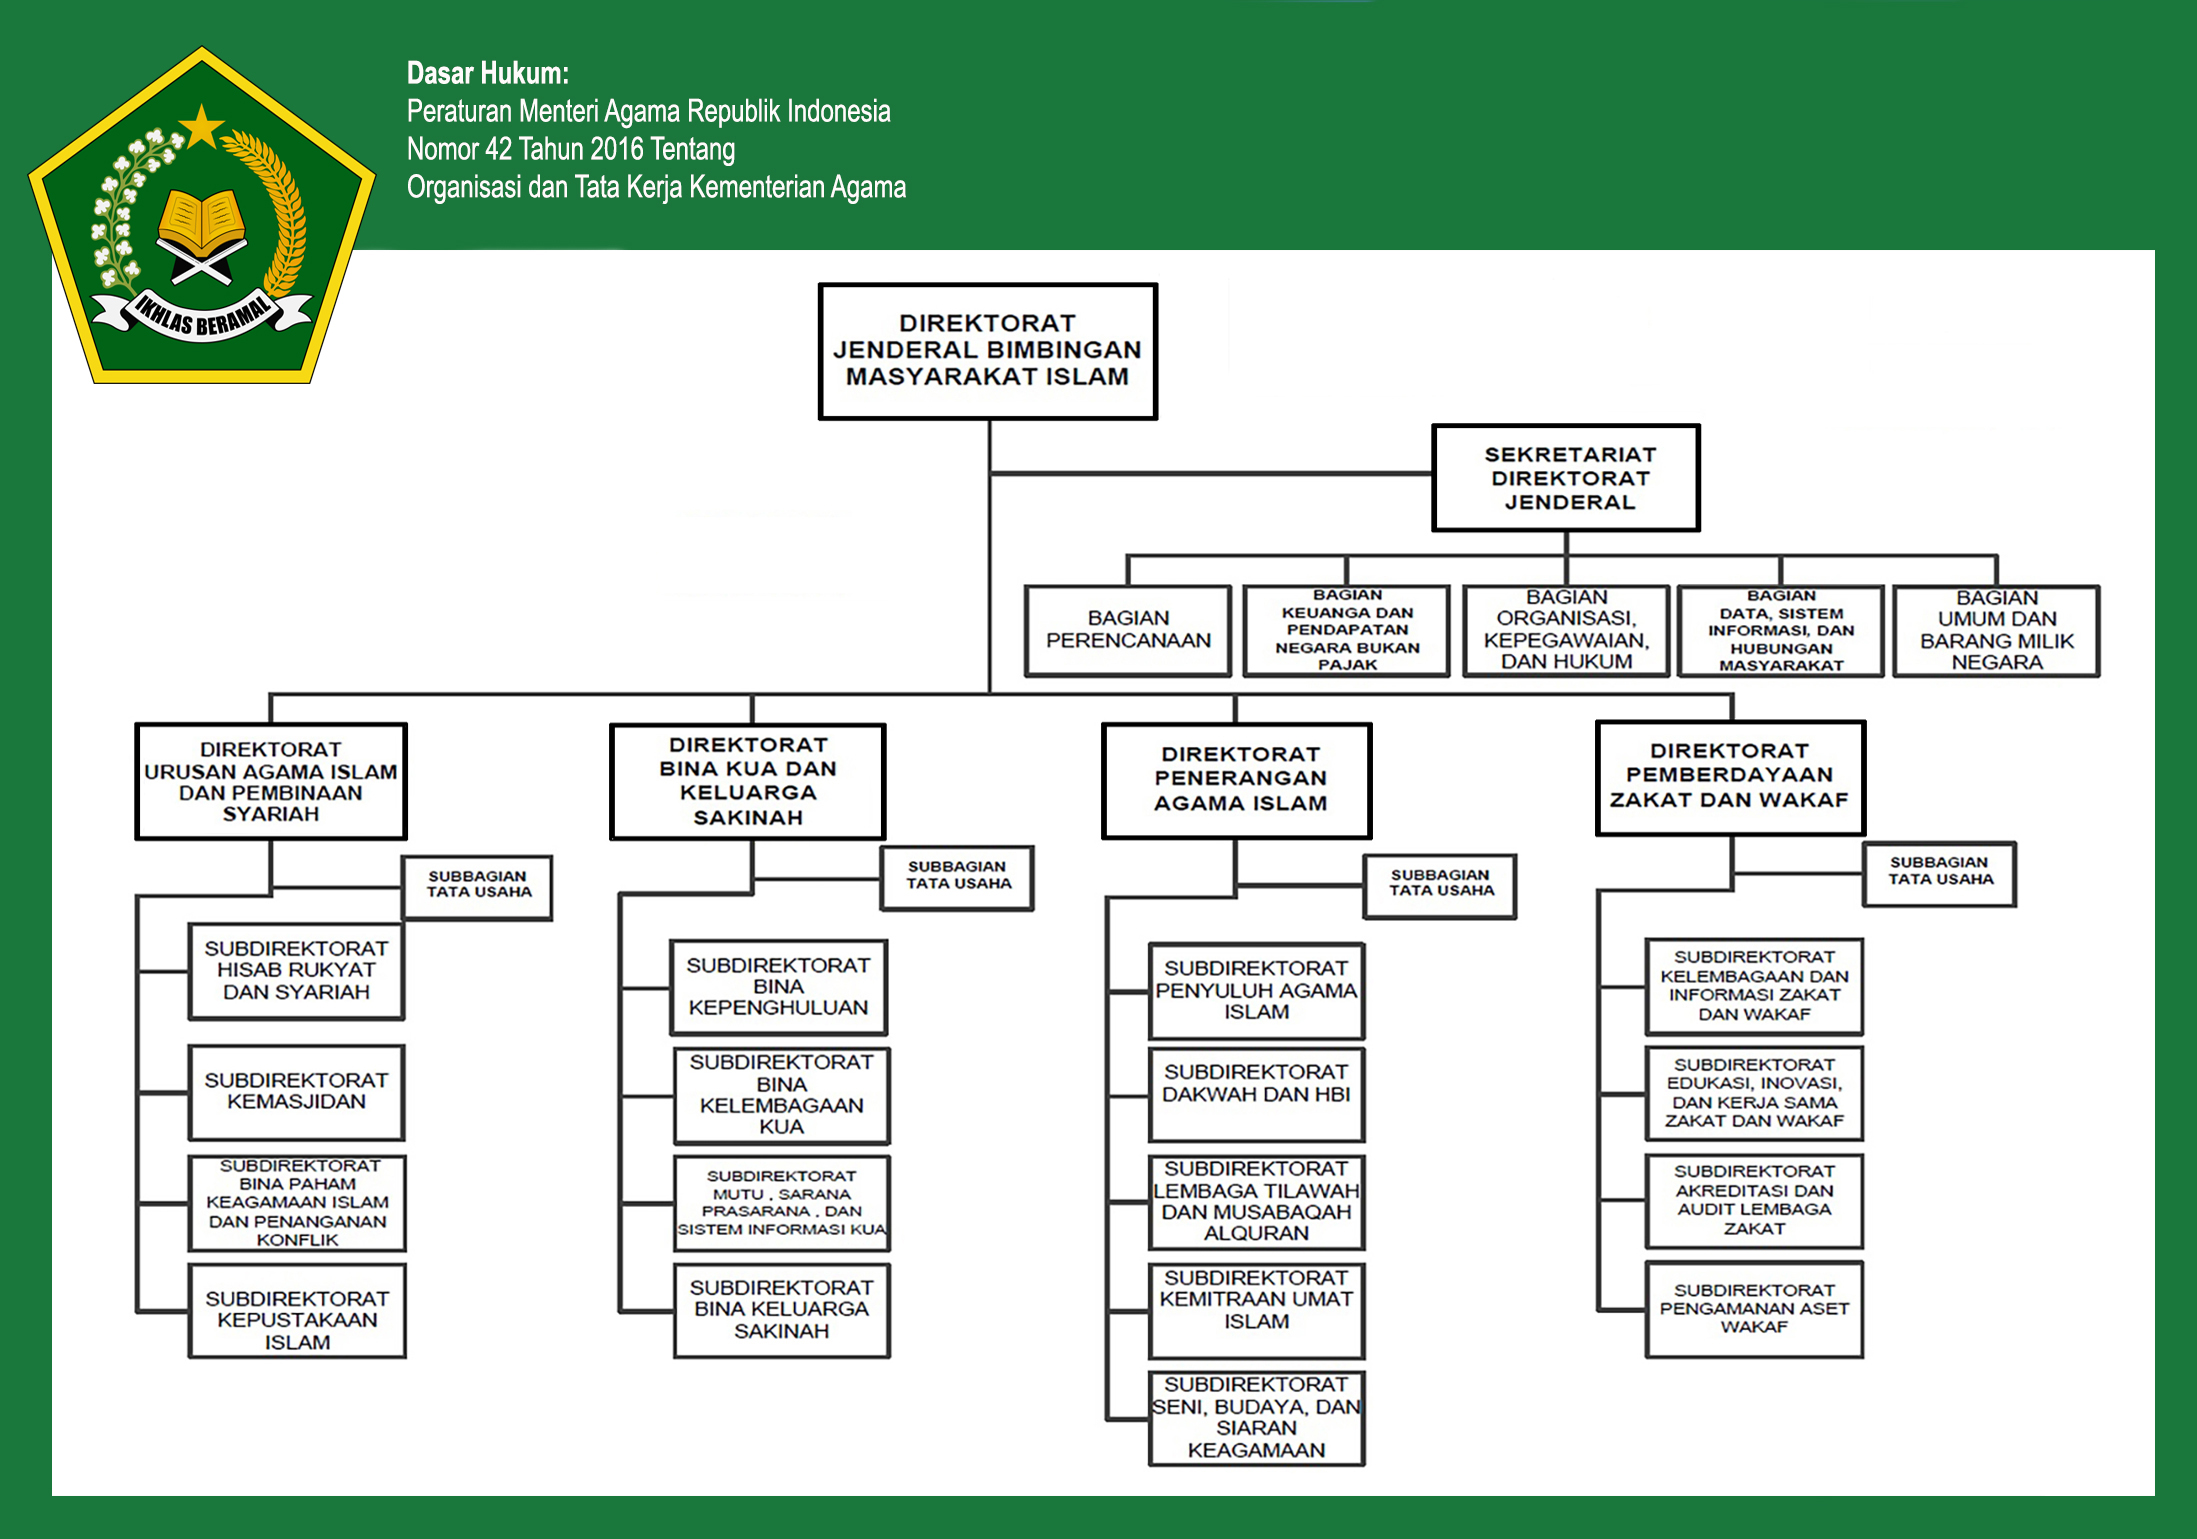 Dasar Hukum:
Peraturan Menteri Agama Republik Indonesia
Nomor 42 Tahun 2016 Tentang
Organisasi dan Tata Kerja Kementerian Agama
IKHLAS BERAMAL
DIREKTORAT
JENDERAL BIMBINGAN
MASYARAKAT ISLAM
SEKRETARIAT
DIREKTORAT
JENDERAL
BAGIAN
PERENCANAAN
BAGIAN
KEUANGA DAN
PENDAPATAN
NEGARA BUKAN
PAJAK
BAGIAN
ORGANISASI,
KEPEGAWAIAN,
DAN HUKUM
BAGIAN
DATA, SISTEM
INFORMASI, DAN
HUBUNGAN
MASYARAKAT
BAGIAN
UMUM DAN
BARANG MILIK
NEGARA
DIREKTORAT
URUSAN AGAMA ISLAM
DAN PEMBINAAN
SYARIAH
SUBBAGIAN
TATA USAHA
SUBDIREKTORAT
HISAB RUKYAT
DAN SYARIAH
SUBDIREKTORAT
KEMASJIDAN
SUBDIREKTORAT
BINA PAHAM
KEAGAMAAN ISLAM
DAN PENANGANAN
KONFLIK
SUBDIREKTORAT
KEPUSTAKAAN
ISLAM
DIREKTORAT
BINA KUA DAN
KELUARGA
SAKINAH
SUBBAGIAN
TATA USAHA
SUBDIREKTORAT
BINA
KEPENGHULUAN
SUBDIREKTORAT
BINA
KELEMBAGAAN
KUA
SUBDIREKTORAT
MUTU , SARANA
PRASARANA , DAN
SISTEM INFORMASI KUA
SUBDIREKTORAT
BINA KELUARGA
SAKINAH
DIREKTORAT
PENERANGAN
AGAMA ISLAM
SUBBAGIAN
TATA USAHA
SUBDIREKTORAT
PENYULUH AGAMA
ISLAM
SUBDIREKTORAT
DAKWAH DAN HBI
SUBDIREKTORAT
LEMBAGA TILAWAH
DAN MUSABAQAH
ALQURAN
SUBDIREKTORAT
KEMITRAAN UMAT
ISLAM
SUBDIREKTORAT
SENI, BUDAYA, DAN
SIARAN
KEAGAMAAN
DIREKTORAT
PEMBERDAYAAN
ZAKAT DAN WAKAF
SUBBAGIAN
TATA USAHA
SUBDIREKTORAT
KELEMBAGAAN DAN
INFORMASI ZAKAT
DAN WAKAF
SUBDIREKTORAT
EDUKASI, INOVASI,
DAN KERJA SAMA
ZAKAT DAN WAKAF
SUBDIREKTORAT
AKREDITASI DAN
AUDIT LEMBAGA
ZAKAT
SUBDIREKTORAT
PENGAMANAN ASET
WAKAF